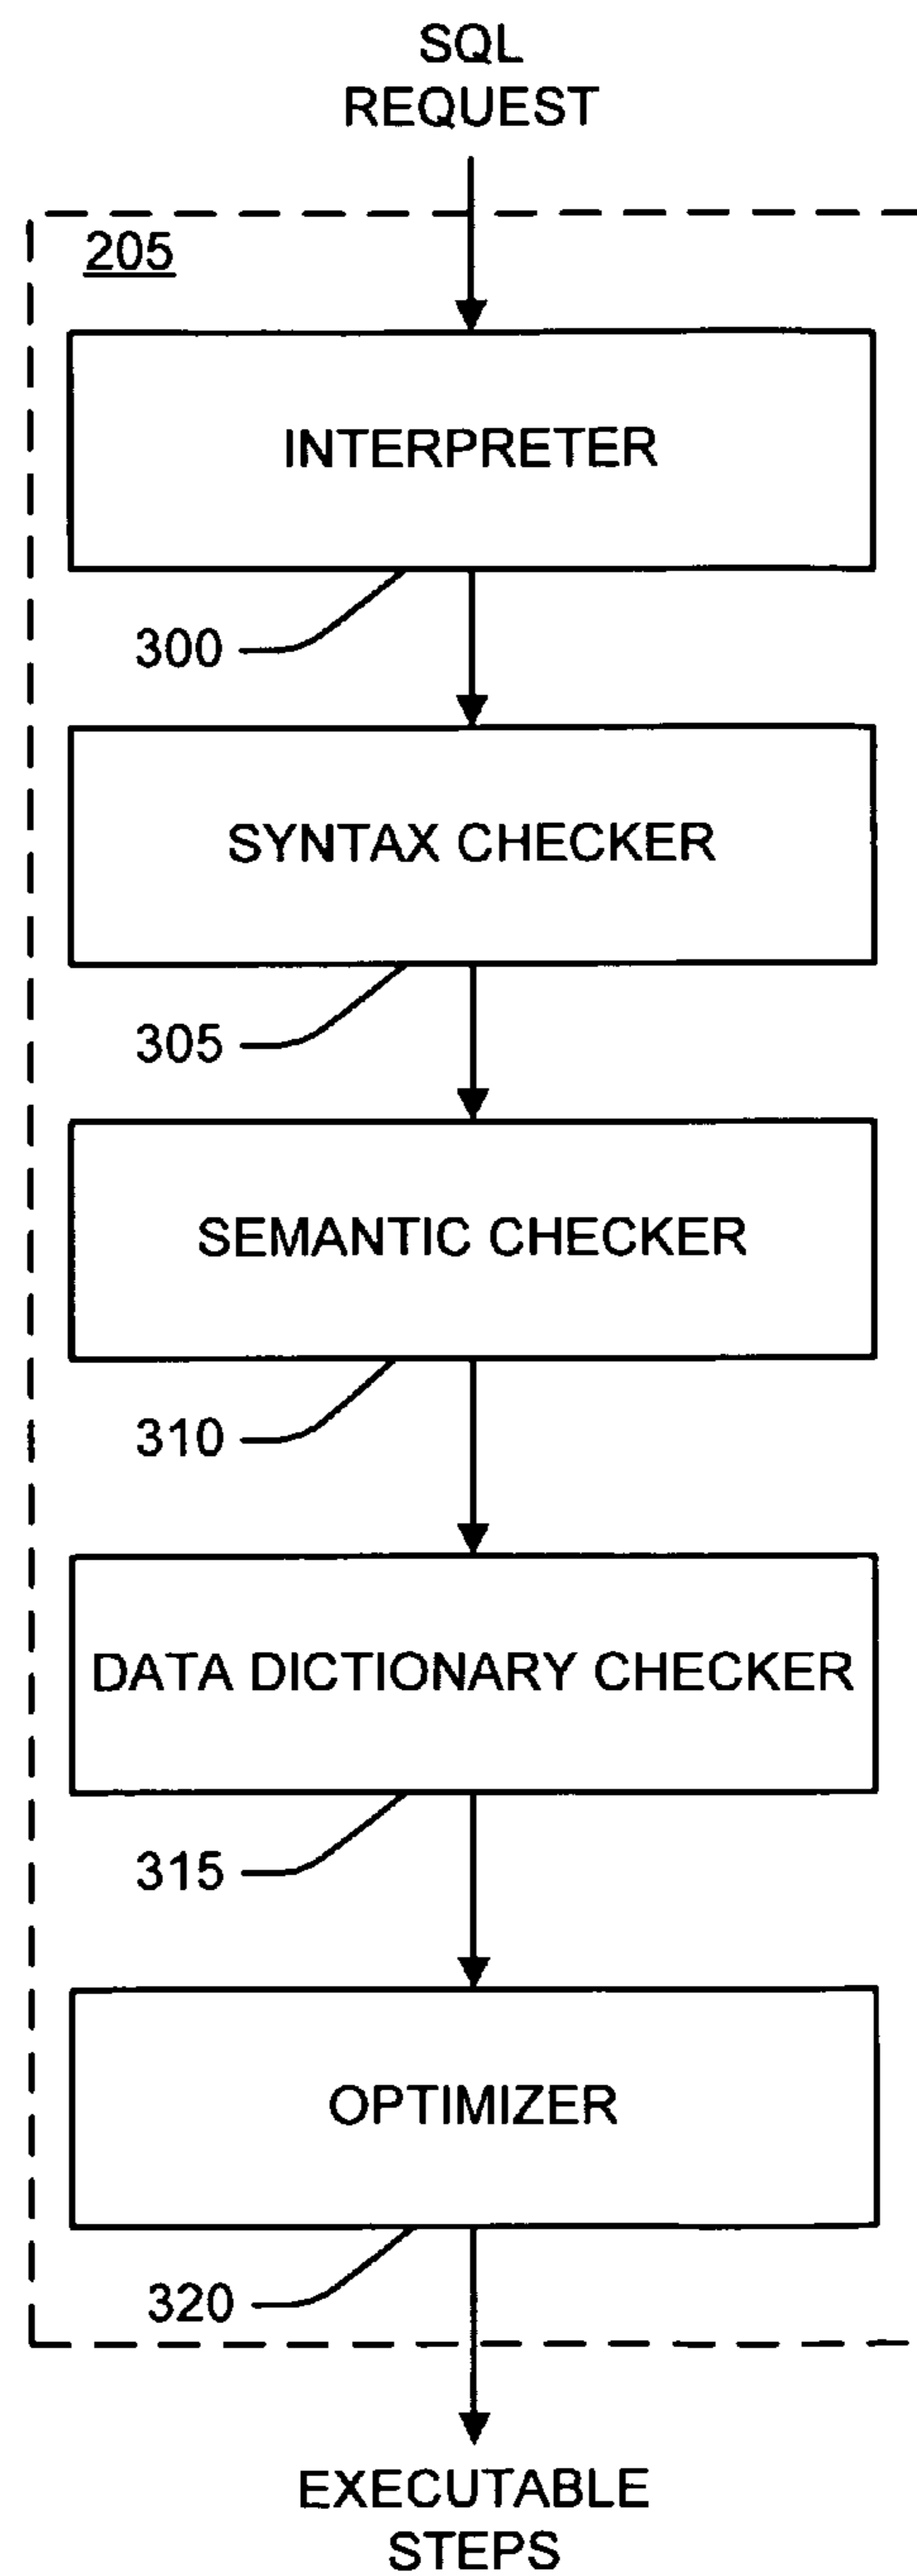 SQL
REQUEST
205
INTERPRETER
300
SYNTAX CHECKER
305
SEMANTIC CHECKER
310
DATA DICTIONARY CHECKER
315
OPTIMIZER
320
EXECUTABLE
STEPS